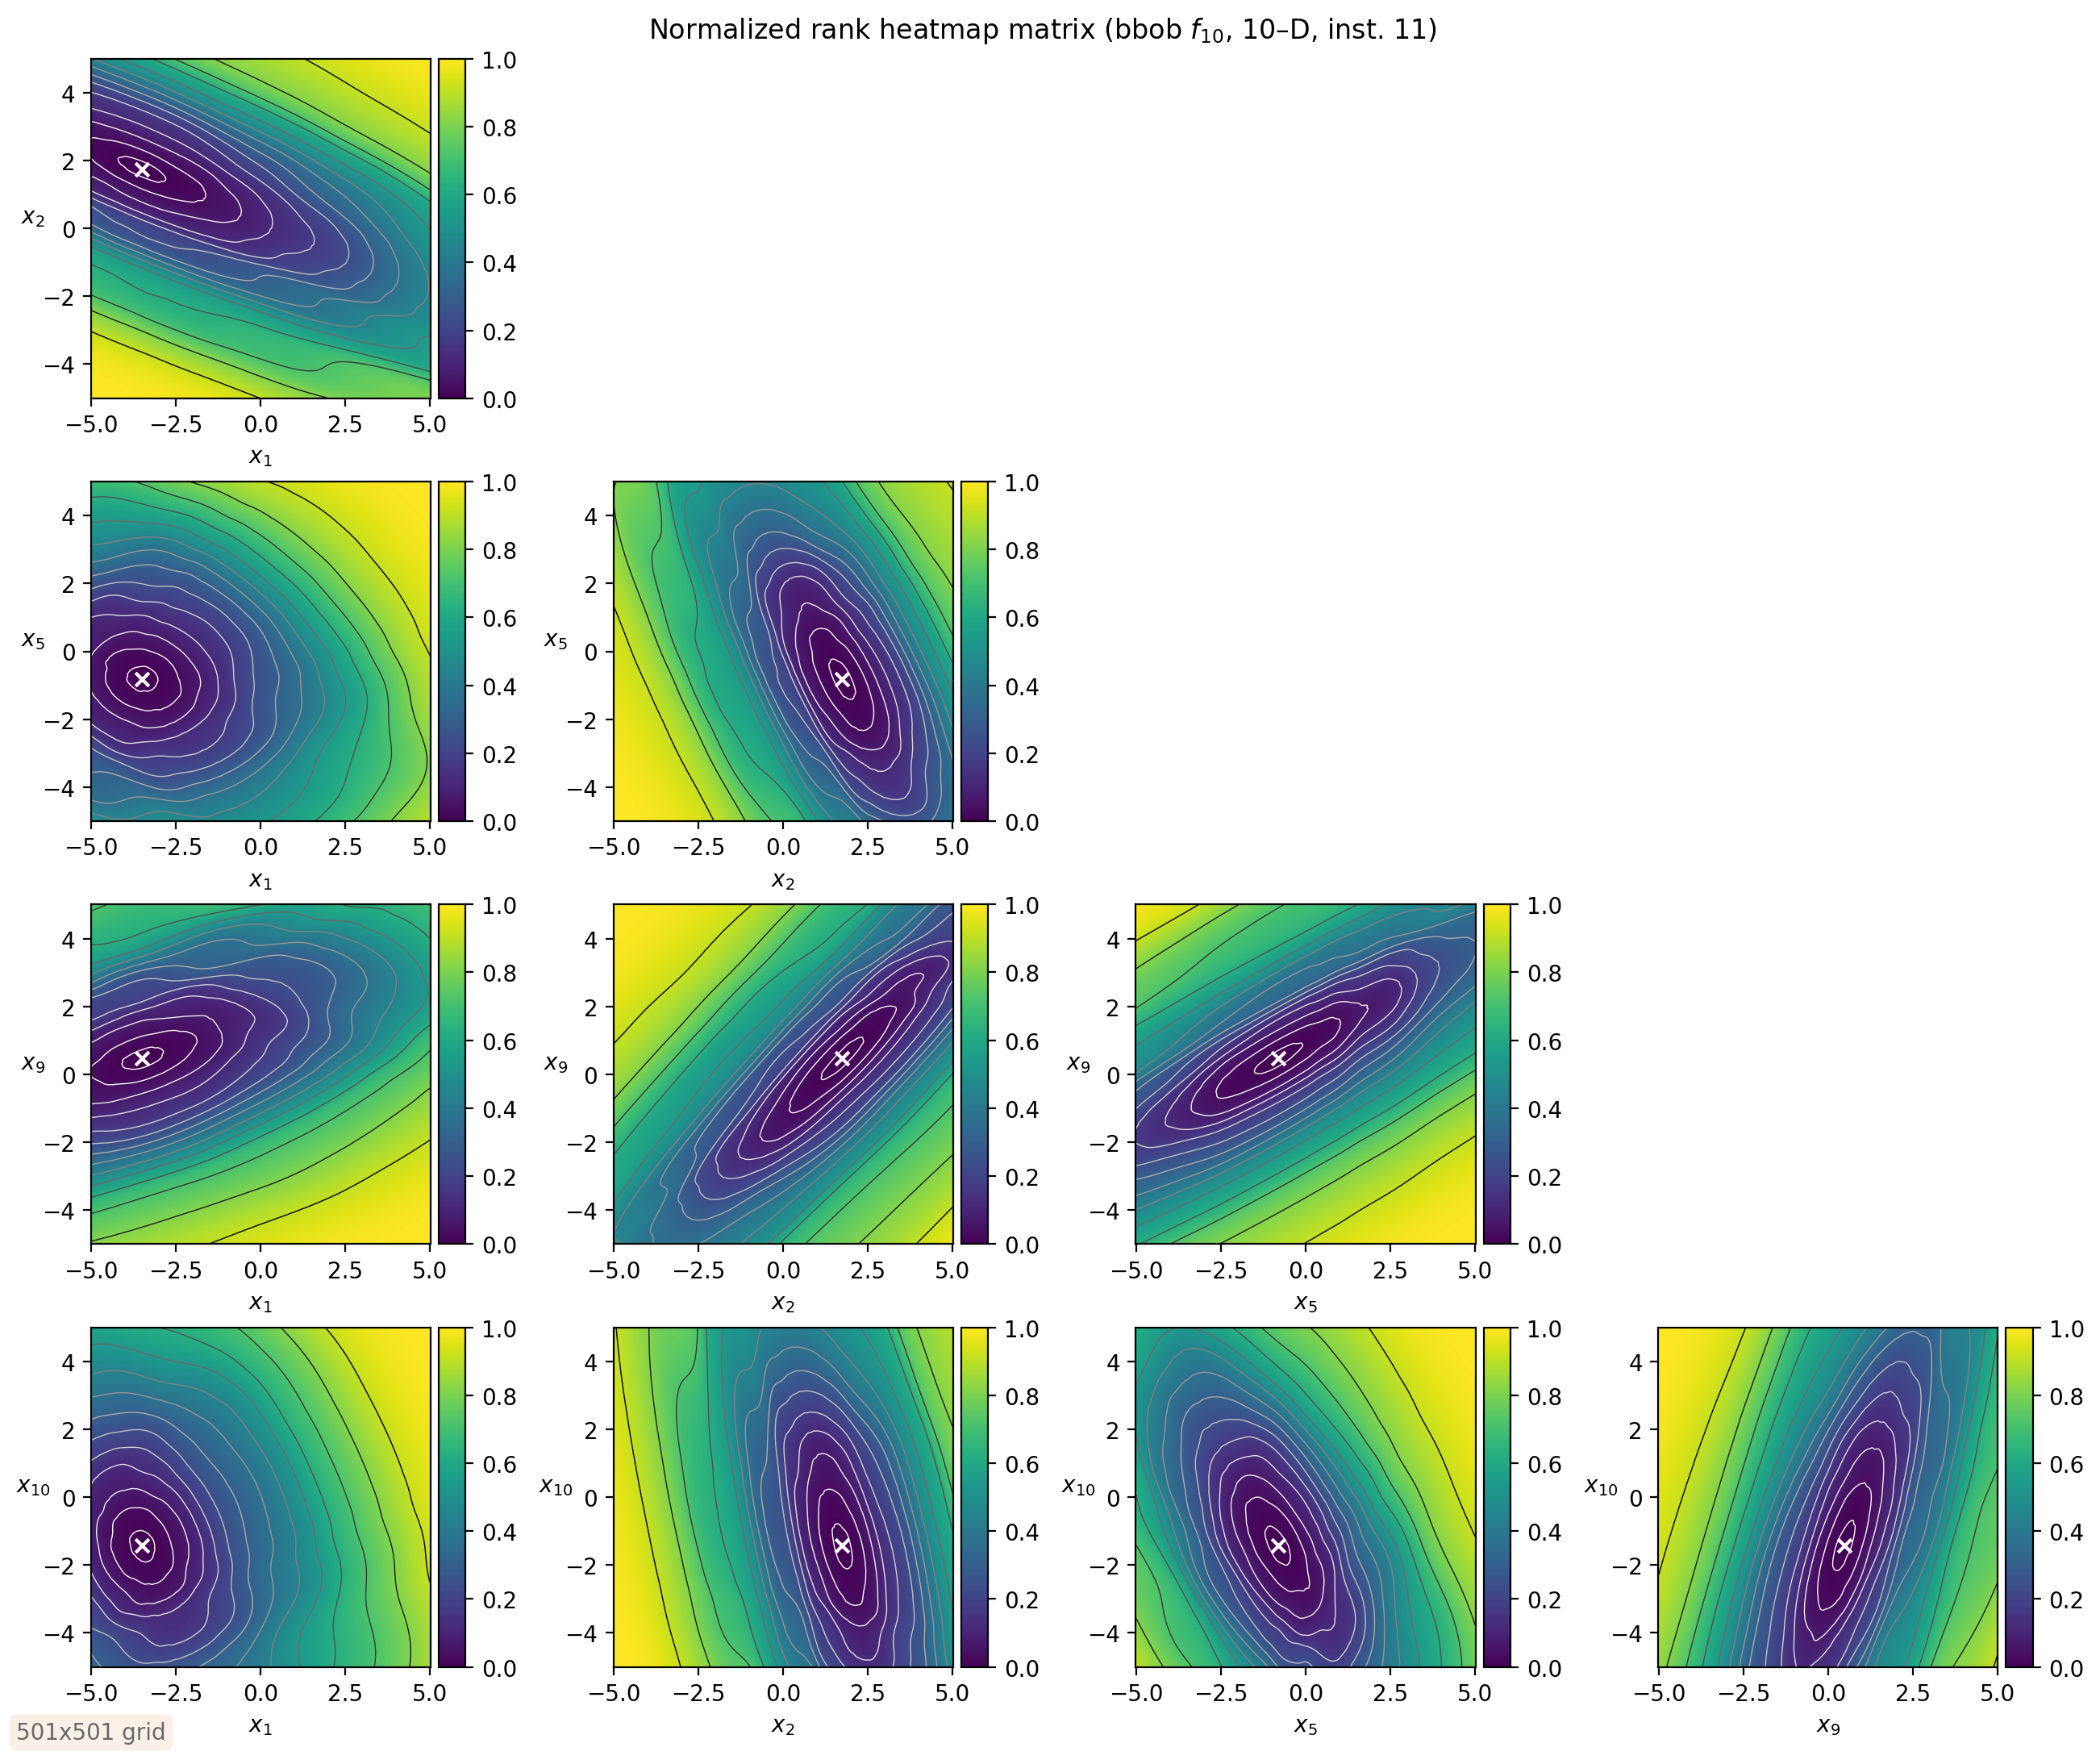 Normalized rank heatmap matrix (bbob f10, 10–D, inst. 11)
1.0
4
0.8
2
0.6
x2
0
0.4
−2
0.2
−4
0.0
−5.0 −2.5 0.0 2.5 5.0
x1
1.0 1.0
4 4
0.8 0.8
2 2
0.6 0.6
x5 0 x5 0
0.4 0.4
−2 −2
0.2 0.2
−4 −4
0.0 0.0
−5.0 −2.5 0.0 2.5 5.0 −5.0 −2.5 0.0 2.5 5.0
x1 x2
1.0 1.0 1.0
4 4 4
0.8 0.8 0.8
2 2 2
0.6 0.6 0.6
x9 0 x9 0 x9 0
0.4 0.4 0.4
−2 −2 −2
0.2 0.2 0.2
−4 −4 −4
0.0 0.0 0.0
−5.0 −2.5 0.0 2.5 5.0 −5.0 −2.5 0.0 2.5 5.0 −5.0 −2.5 0.0 2.5 5.0
x1 x2 x5
1.0 1.0 1.0 1.0
4 4 4 4
0.8 0.8 0.8 0.8
2 2 2 2
0.6 0.6 0.6 0.6
x10 0 x10 0 x10 0 x10 0
0.4 0.4 0.4 0.4
−2 −2 −2 −2
0.2 0.2 0.2 0.2
−4 −4 −4 −4
0.0 0.0 0.0 0.0
−5.0 −2.5 0.0 2.5 5.0 −5.0 −2.5 0.0 2.5 5.0 −5.0 −2.5 0.0 2.5 5.0 −5.0 −2.5 0.0 2.5 5.0
x1 x2 x5 x9
501x501 grid